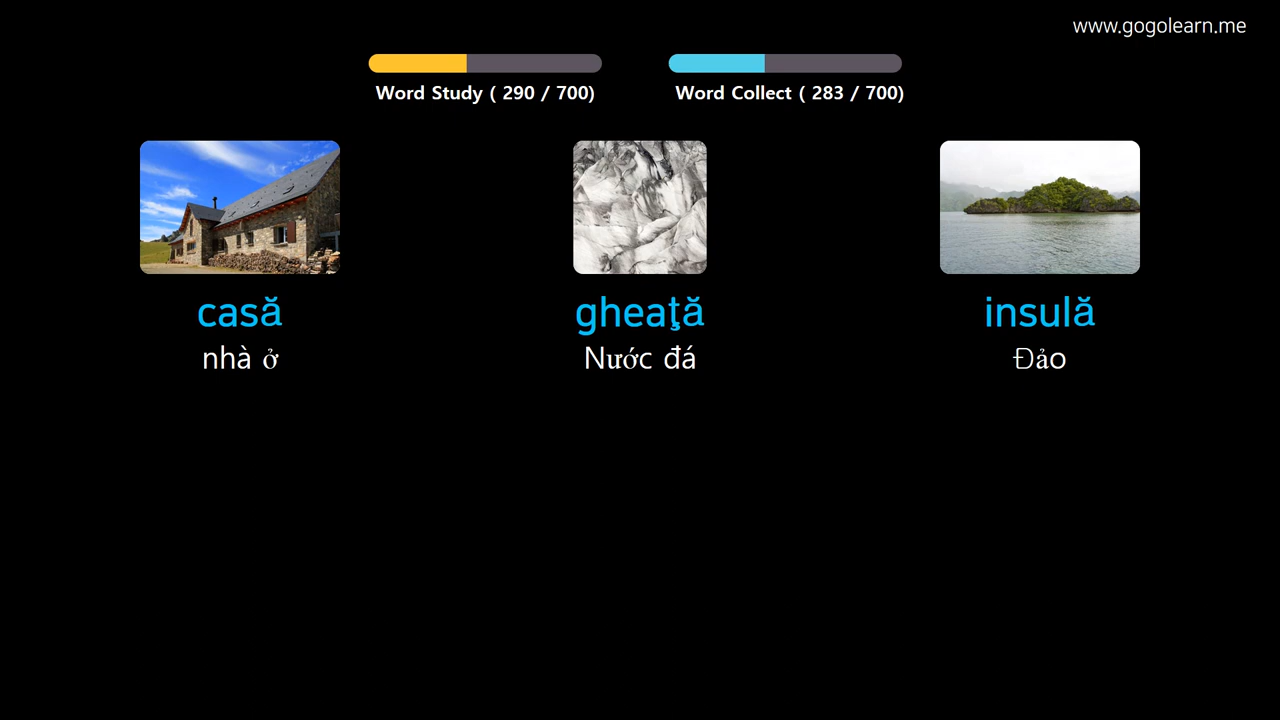 www.gogolearn.me
Word Study ( 290 / 700)
Word Collect ( 283 / 700)
casă
gheaţă
insulă
nhà ở
Nước đá
Đảo